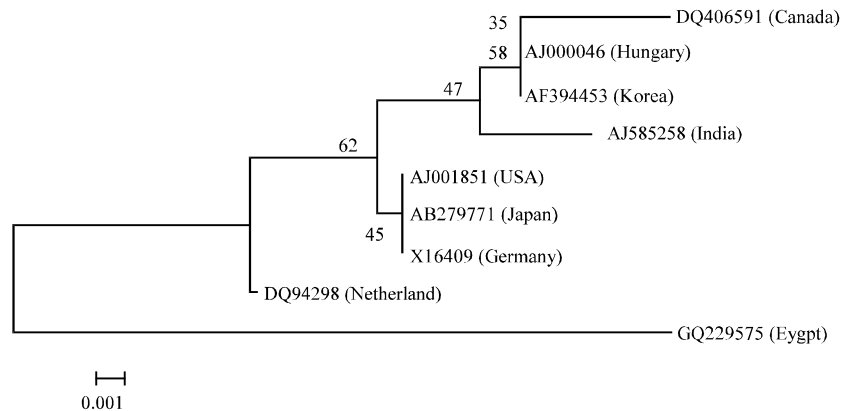 DQ406591 (Canada)
35
58
AJ000046 (Hungary)
47
AF394453 (Korea)
AJ585258 (India)
62
AJ001851 (USA)
AB279771 (Japan)
45
X16409 (Germany)
DQ94298 (Netherland)
GQ229575 (Eygpt)
0.001